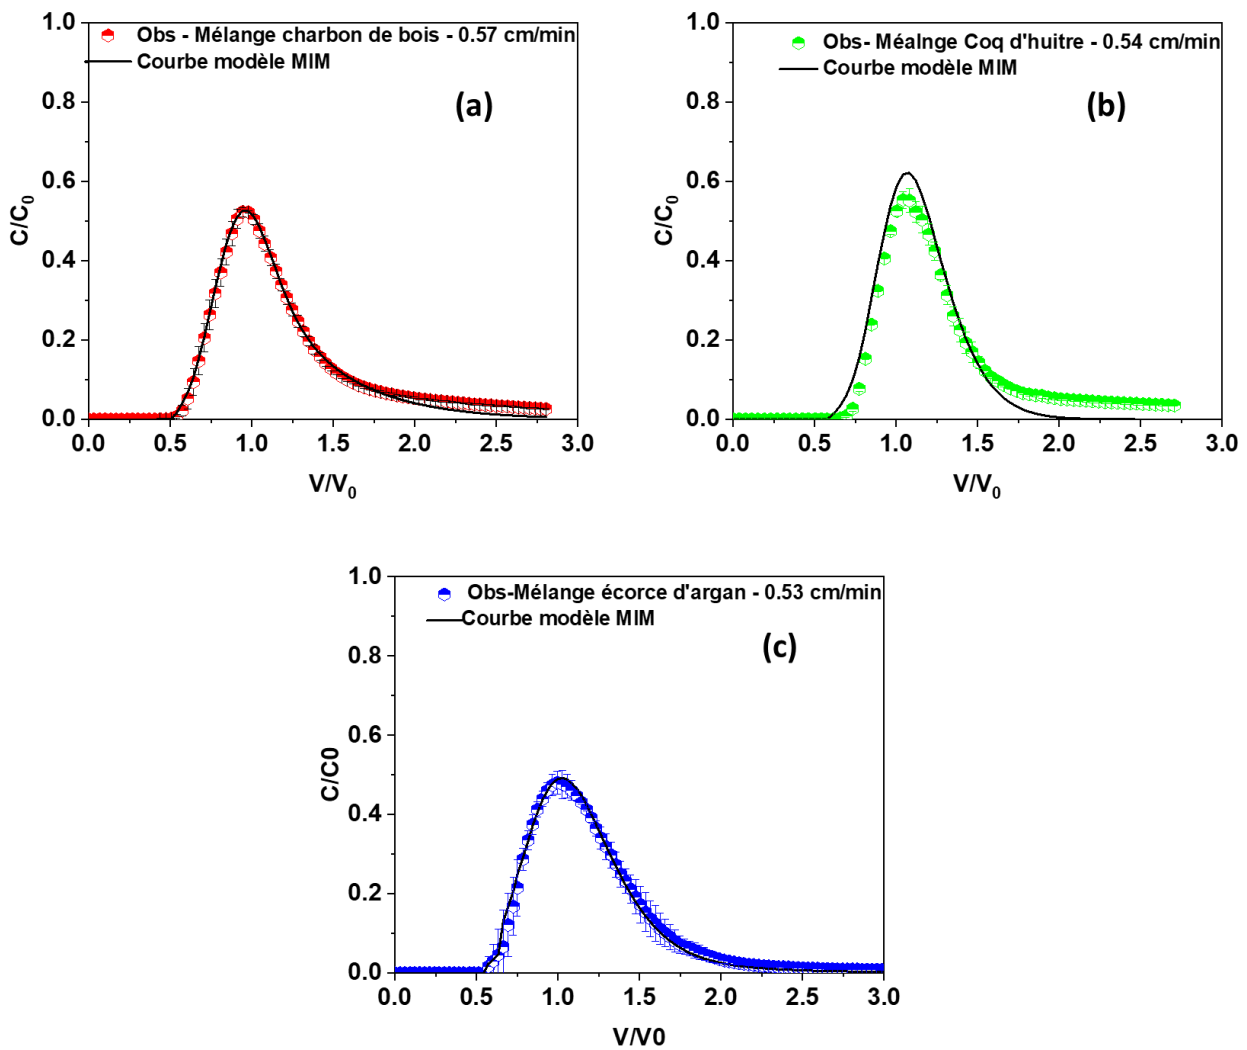 Obs - Mélange charbon de bois - 0.57 cm/min
Courbe modèle MIM
(a)
1.0
0.8
0.6
0.4
0.2
0.0
C/C0
0.0 0.5 1.0 1.5 2.0 2.5 3.0
V/V0
Obs- Méalnge Coq d'huitre - 0.54 cm/min
Courbe modèle MIM
(b)
1.0
0.8
0.6
0.4
0.2
0.0
C/C0
0.0 0.5 1.0 1.5 2.0 2.5 3.0
V/V0
Obs-Mélange écorce d'argan - 0.53 cm/min
Courbe modèle MIM
(c)
1.0
0.8
0.6
0.4
0.2
0.0
C/C0
0.0 0.5 1.0 1.5 2.0 2.5 3.0
V/V0